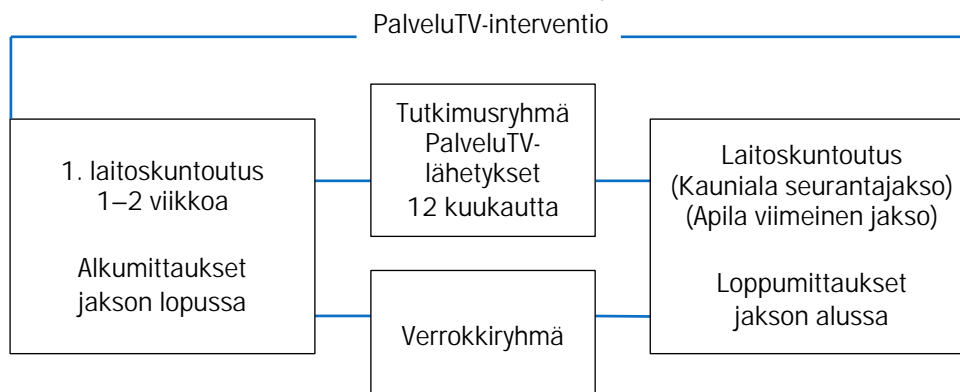 PalveluTV-interventio
1. laitoskuntoutus
1–2 viikkoa
Alkumittaukset
jakson lopussa
Tutkimusryhmä
PalveluTV-
lähetykset
12 kuukautta
Verrokkiryhmä
Laitoskuntoutus
(Kauniala seurantajakso)
(Apila viimeinen jakso)
Loppumittaukset
jakson alussa